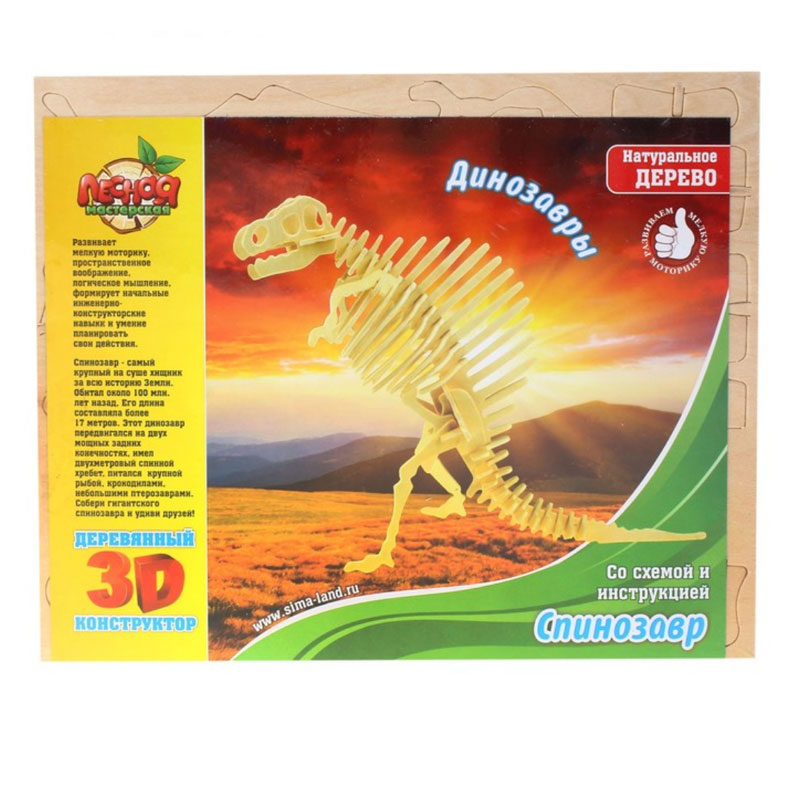 Лесная
мастерская
Развивает
мелкую моторику,
пространственное
воображение,
логическое мышление,
формирует начальные
инженерно-
конструкторские
навыки и умение
планировать
свои действия.
Спинозавр - самый
крупный на суше хищник
за всю историю Земли.
Обитал около 100 млн.
лет назад. Его длина
составляла более
17 метров. Этот динозавр
передвигался на двух
мощных задних
конечностях, имел
двухметровый спинной
хребет, питался крупной
рыбой, крокодилами,
небольшими птерозаврами.
Собери гигантского
спинозавра и удиви друзей!
ДЕРЕВЯННЫЙ
3D
КОНСТРУКТОР
Динозавры
Натуральное
ДЕРЕВО
РАЗВИВАЕМ МЕЛКУЮ МОТОРИКУ
www.sima-land.ru
Со схемой и
инструкцией
Спинозавр